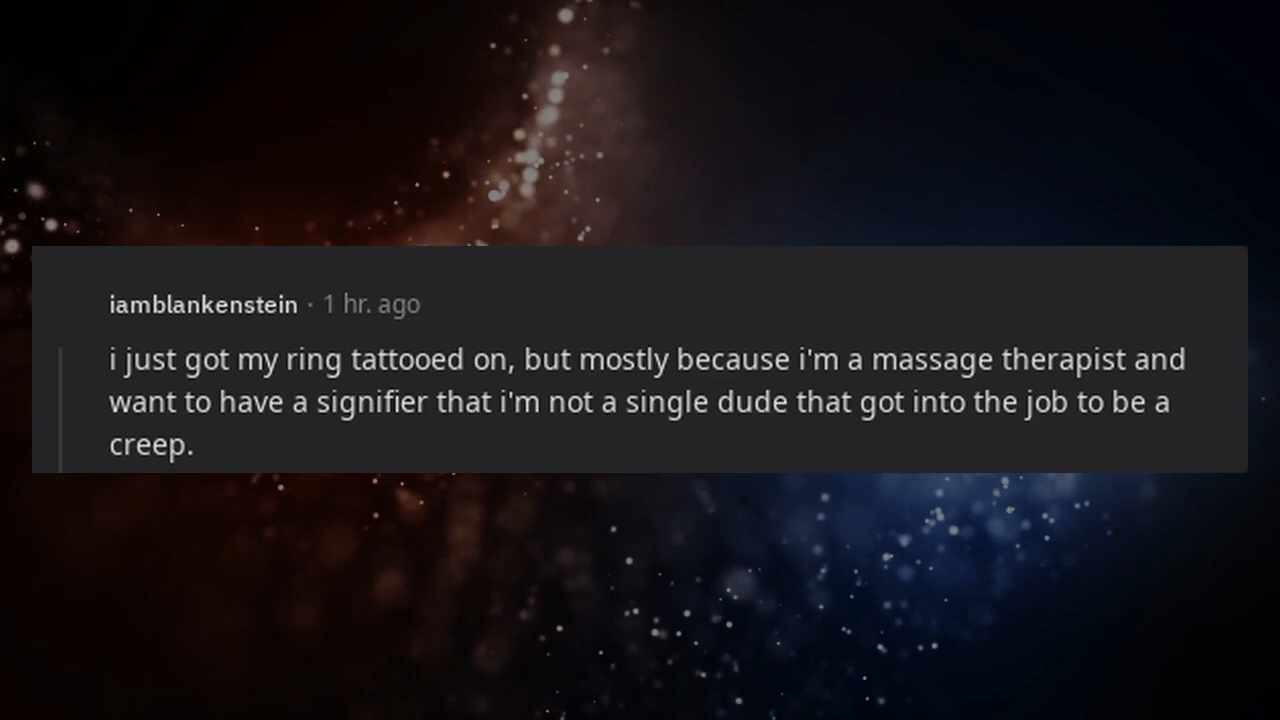 iamblankenstein · 1 hr. ago
i just got my ring tattooed on, but mostly because i'm a massage therapist and
want to have a signifier that i'm not a single dude that got into the job to be a
creep.